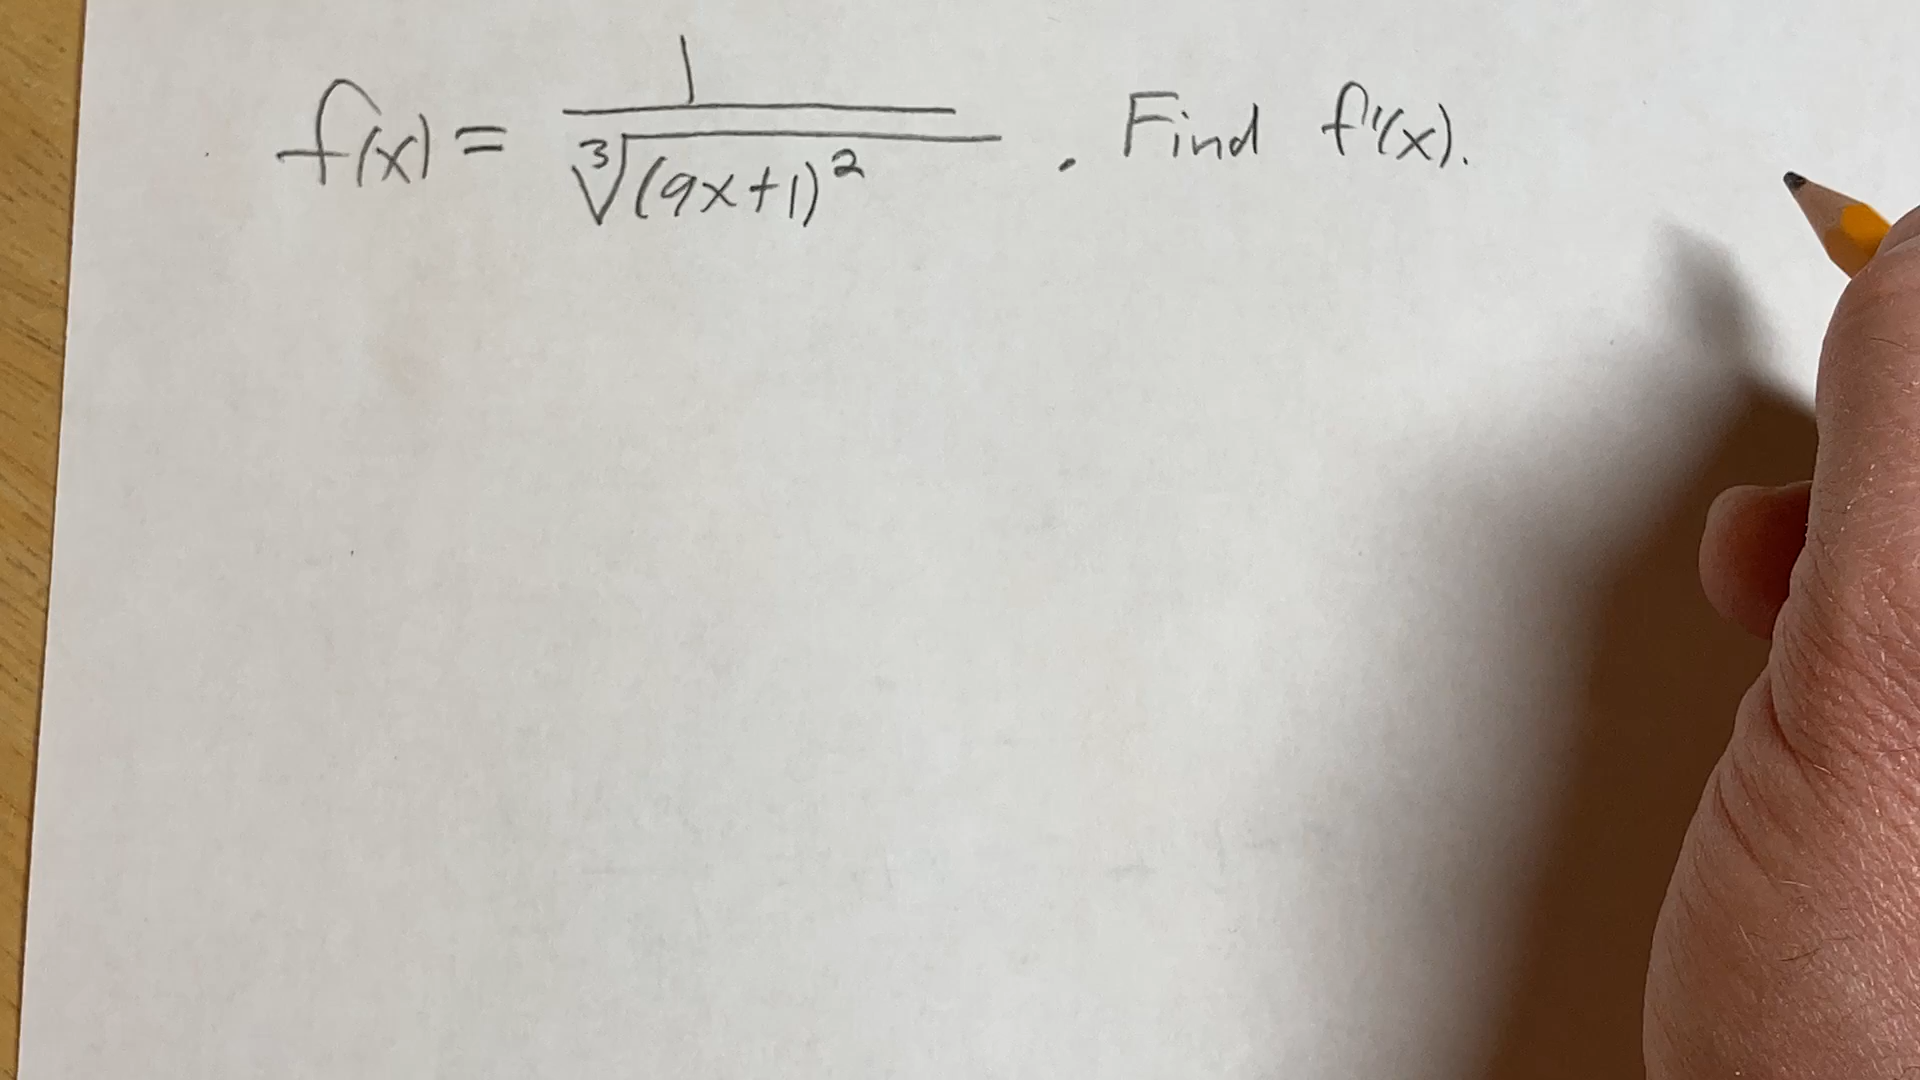 f(x) = 1/∛(9x+1)² . Find f''(x).